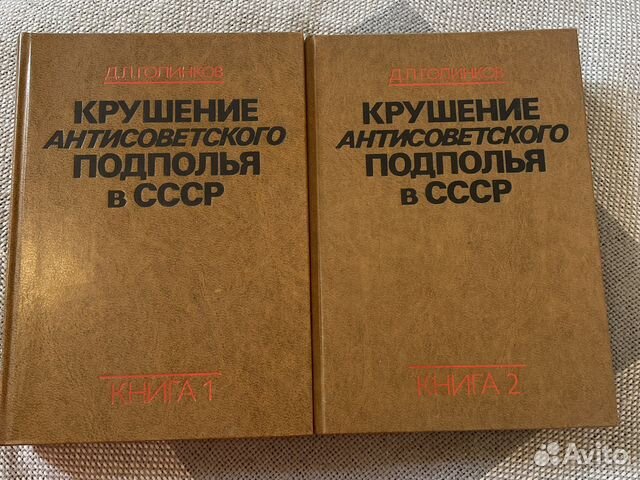 Д.Л.ГОЛИНКОВ
КРУШЕНИЕ
АНТИСОВЕТСКОГО
ПОДПОЛЬЯ
В СССР
КНИГА 1
Д.Л.ГОЛИНКОВ
КРУШЕНИЕ
АНТИСОВЕТСКОГО
ПОДПОЛЬЯ
В СССР
КНИГА 2
Avito